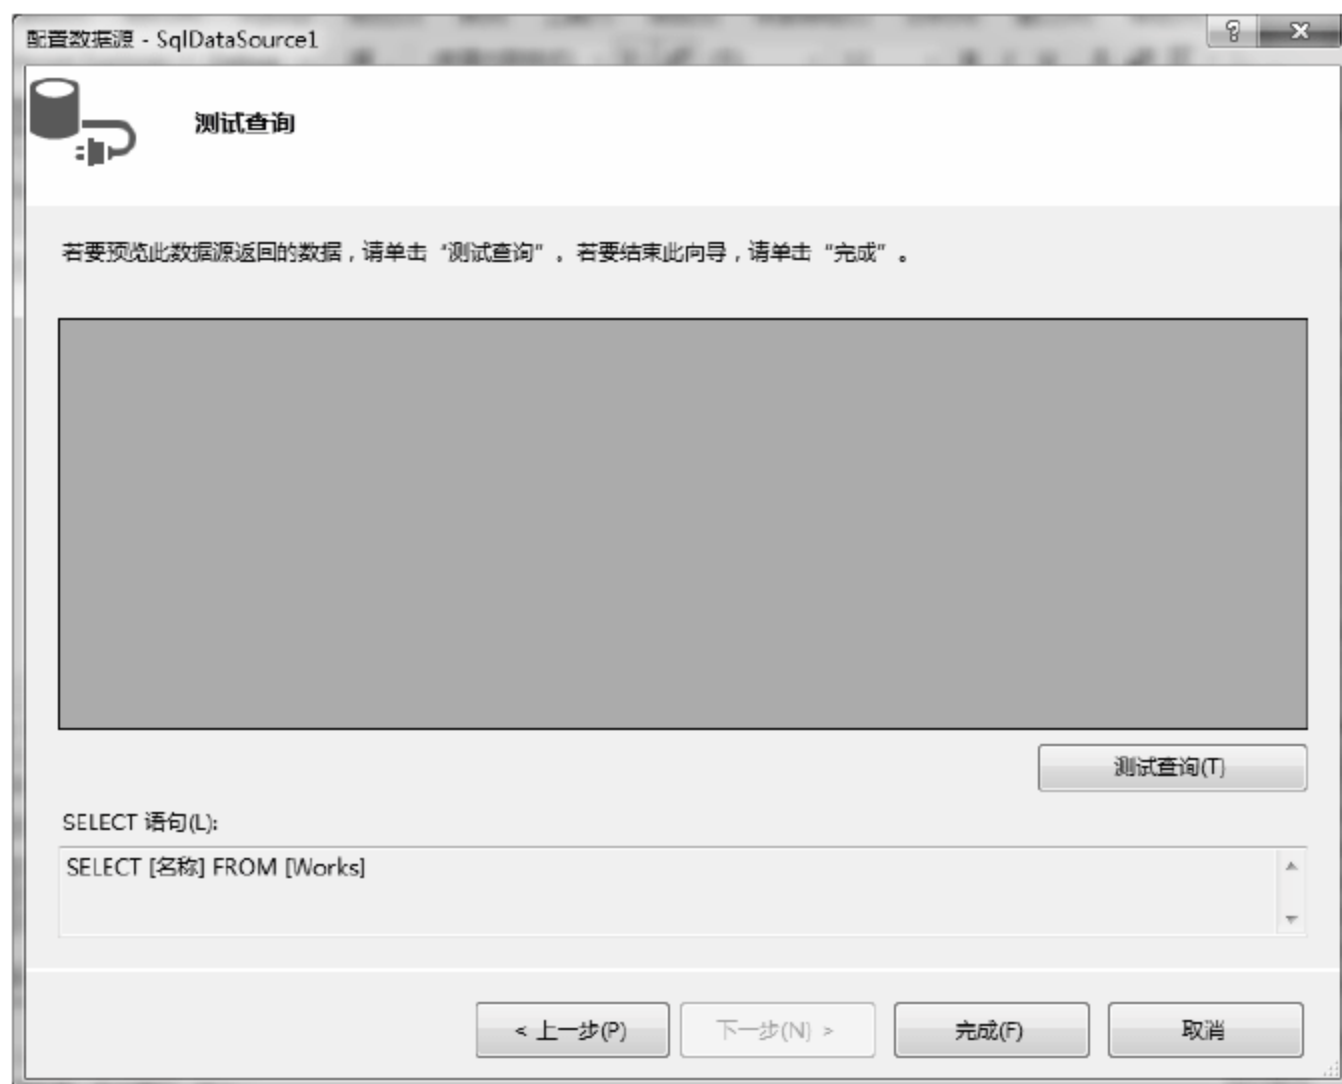 配置数据源 - SqlDataSource1
测试查询
若要预览此数据源返回的数据，请单击“测试查询”。若要结束此向导，请单击“完成”。
测试查询(T)
SELECT 语句(L):
SELECT [名称] FROM [Works]
< 上一步(P)
下一步(N) >
完成(F)
取消